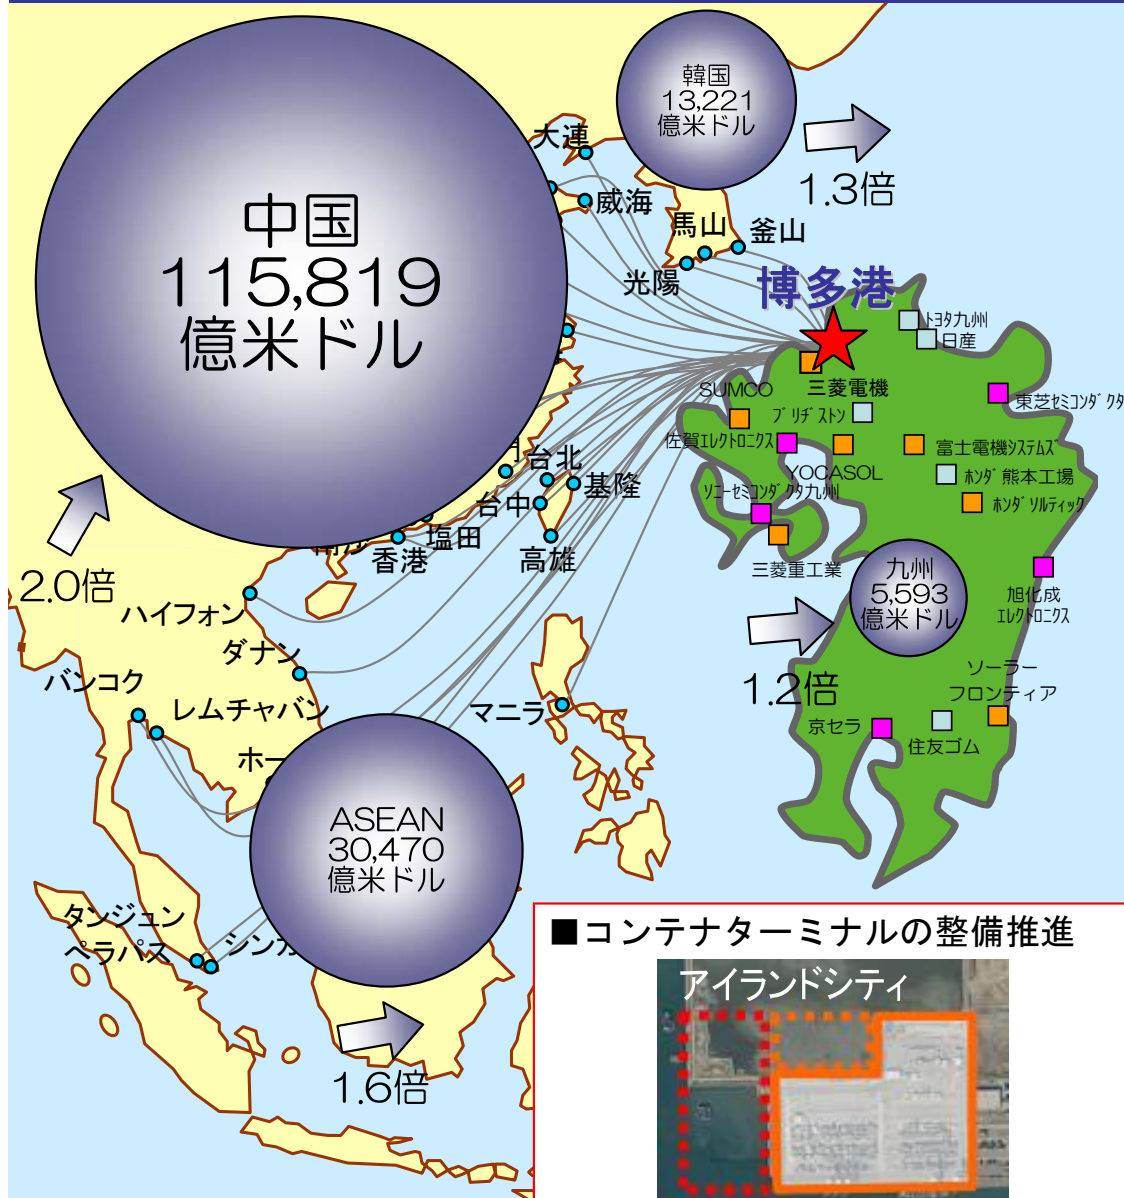 韓国
13,221
億米ドル
1.3倍
中国
115,819
億米ドル
2.0倍
大連
威海
馬山
釜山
光陽
博多港
トヨタ九州
日産
三菱電機
SUMCO
ブリヂストン
東芝セミコンダクタ
佐賀エレクトロニクス
YOCASOL
富士電機システムズ
ホンダ熊本工場
ソニーセミコンダクタ九州
ホンダソルティック
三菱重工業
九州
5,593
億米ドル
1.2倍
旭化成
エレクトロニクス
ソーラー
フロンティア
京セラ
住友ゴム
台北
基隆
台中
塩田
香港
高雄
ハイフォン
ダナン
バンコク
レムチャバン
ホー
マニラ
ASEAN
30,470
億米ドル
1.6倍
タンジュン
ペラパス
シンガ
■コンテナターミナルの整備推進
アイランドシティ